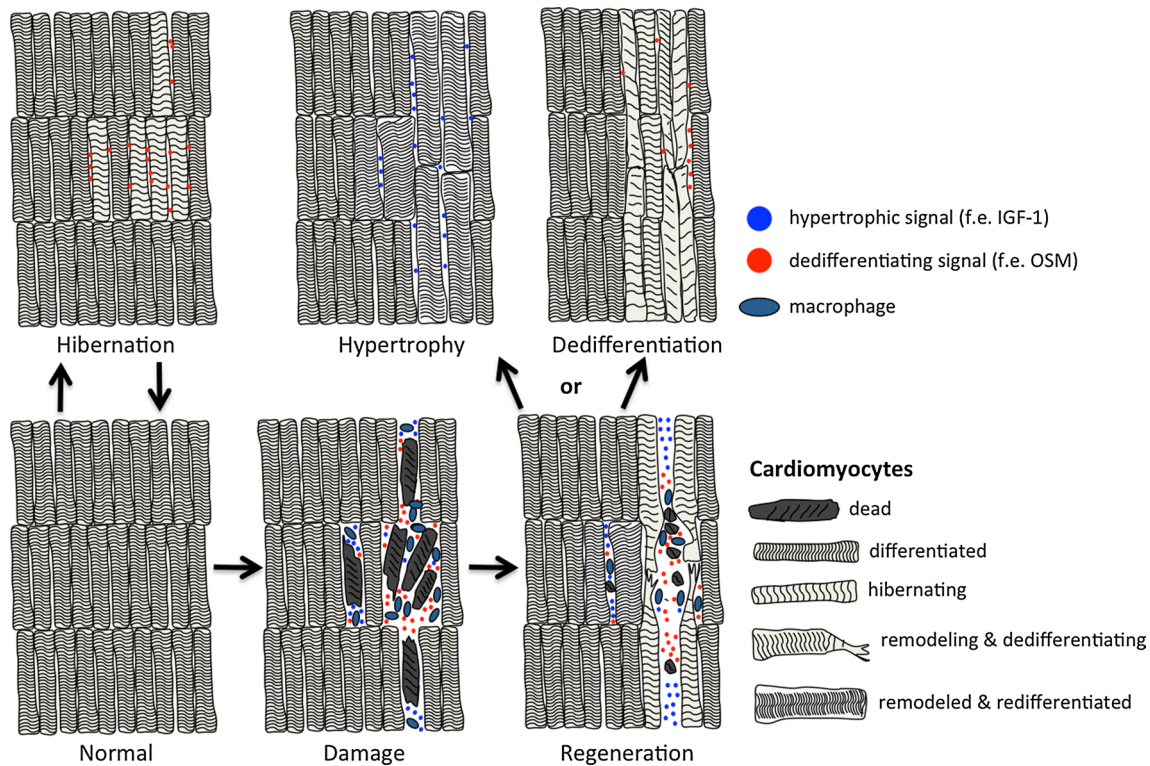 Hibernation
Hypertrophy
Dedifferentiation
hypertrophic signal (f.e. IGF-1)
dedifferentiating signal (f.e. OSM)
macrophage
or
Normal
Damage
Regeneration
Cardiomyocytes
dead
differentiated
hibernating
remodeling & dedifferentiating
remodeled & redifferentiated